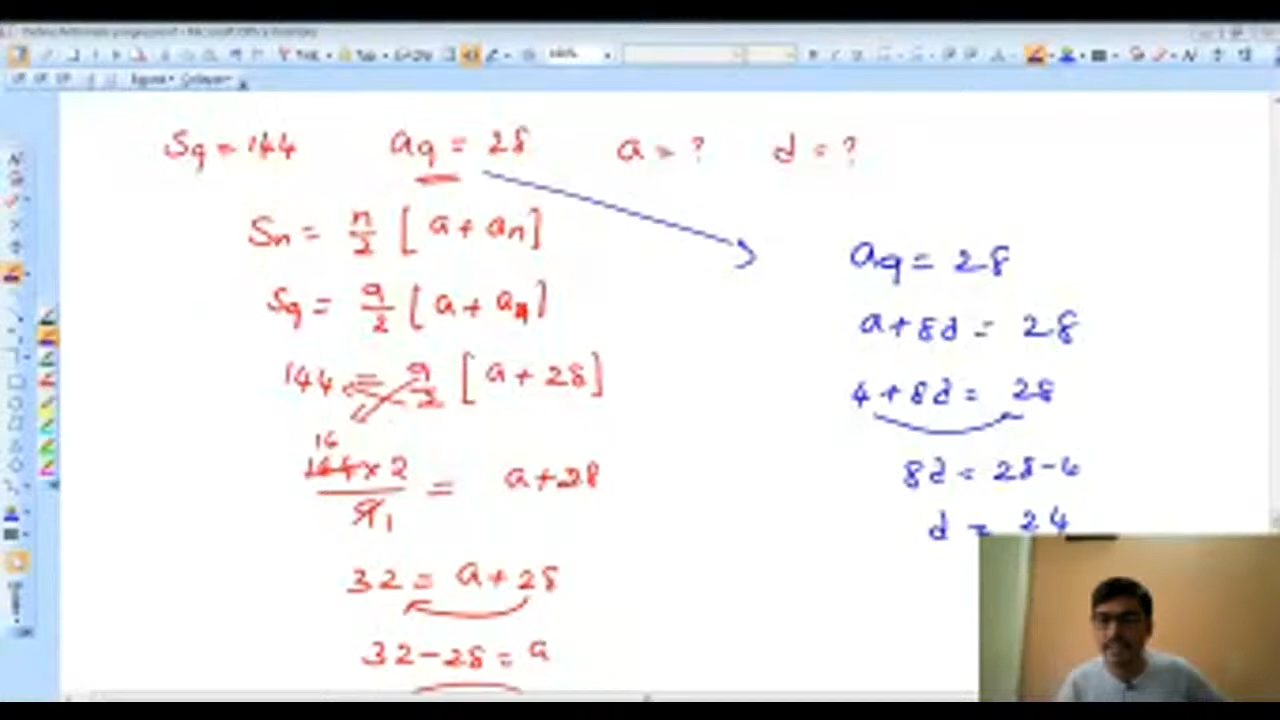 S9 = 144 a9 = 28 a = ? d = ?
Sn = n/2 [a + an]
S9 = 9/2 [a + a9]
144 = 9/2 [a + 28]
16
144 × 2 / 9 1 = a + 28
32 = a + 28
32 - 28 = a
a9 = 28
a + 8d = 28
4 + 8d = 28
8d = 28 - 4
d = 24